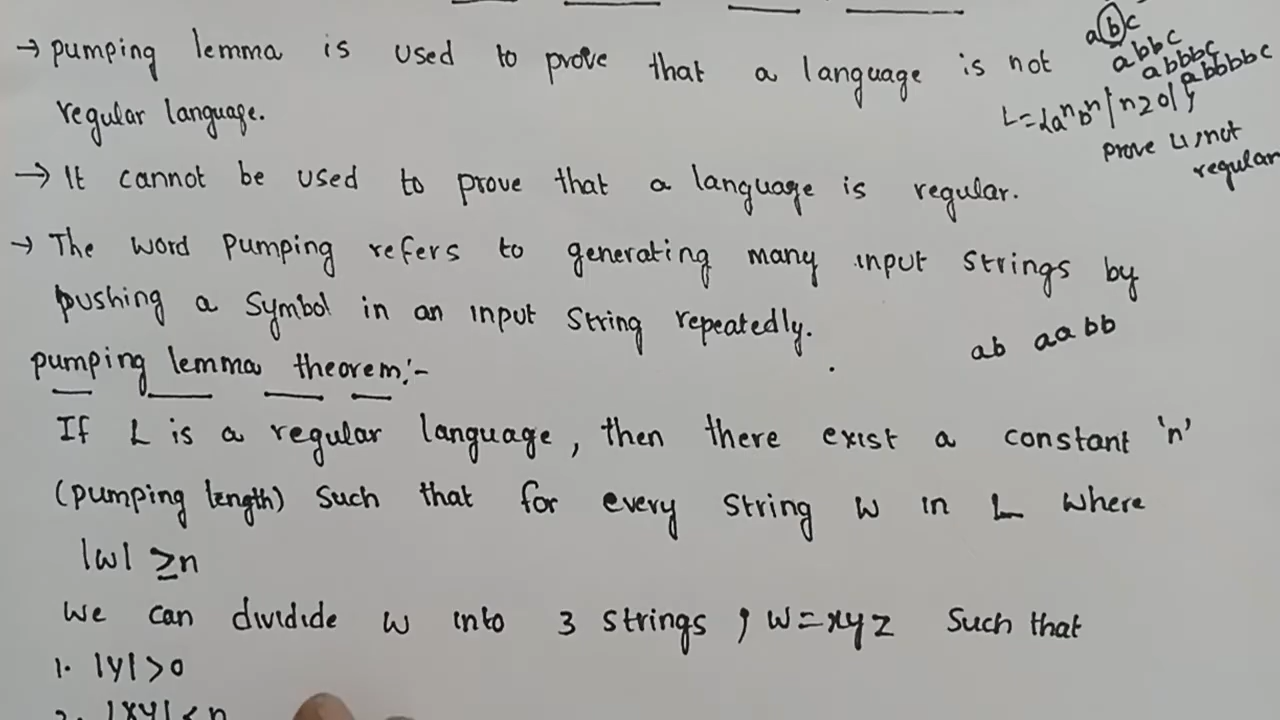 → pumping lemma is used to prove that a language is not
regular language.
abc
abbc
abbbc
abbbbc
L={aⁿbⁿ|n≥0}
prove L is not
regular
→ It cannot be used to prove that a language is regular.
→ The word pumping refers to generating many input strings by
pushing a symbol in an input string repeatedly.
ab aabb
pumping lemma theorem:-
If L is a regular language, then there exist a constant 'n'
(pumping length) such that for every string w in L where
|w| ≥n
we can divide w into 3 strings, w=xyz such that
1. |y|>0
2. |xy|≤n